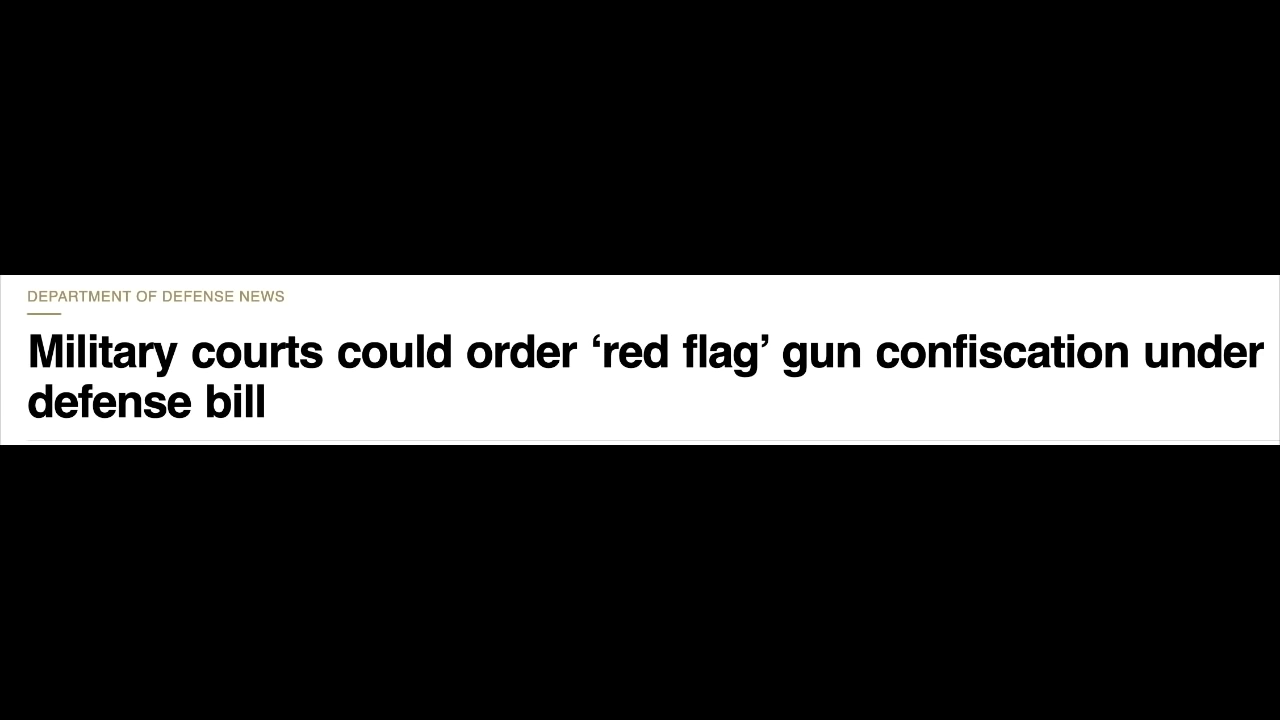 DEPARTMENT OF DEFENSE NEWS
Military courts could order ‘red flag’ gun confiscation under
defense bill